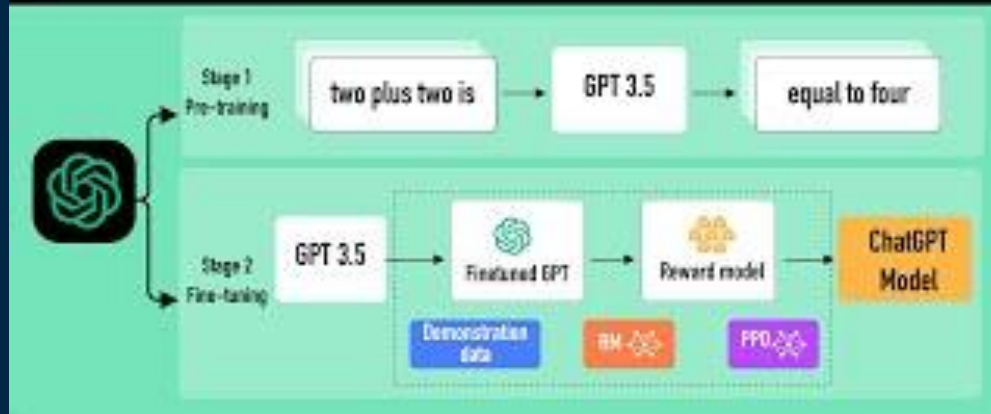 Stage 1
Pre-training
two plus two is
GPT 3.5
equal to four
Stage 2
Fine-tuning
GPT 3.5
Finetuned GPT
Reward model
ChatGPT
Model
Demonstration
data
RM
PPO